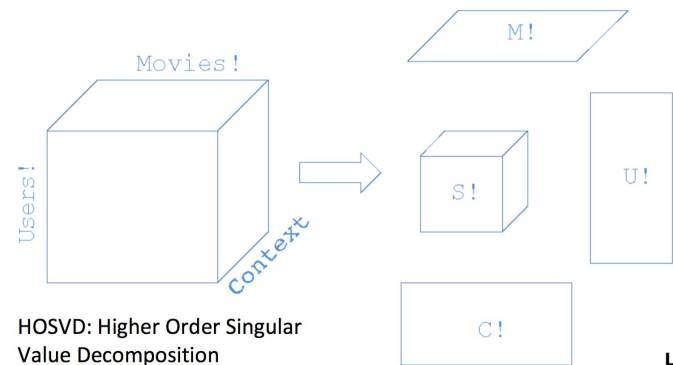 Movies!
Users!
Context
M!
S!
U!
C!
HOSVD: Higher Order Singular
Value Decomposition
L